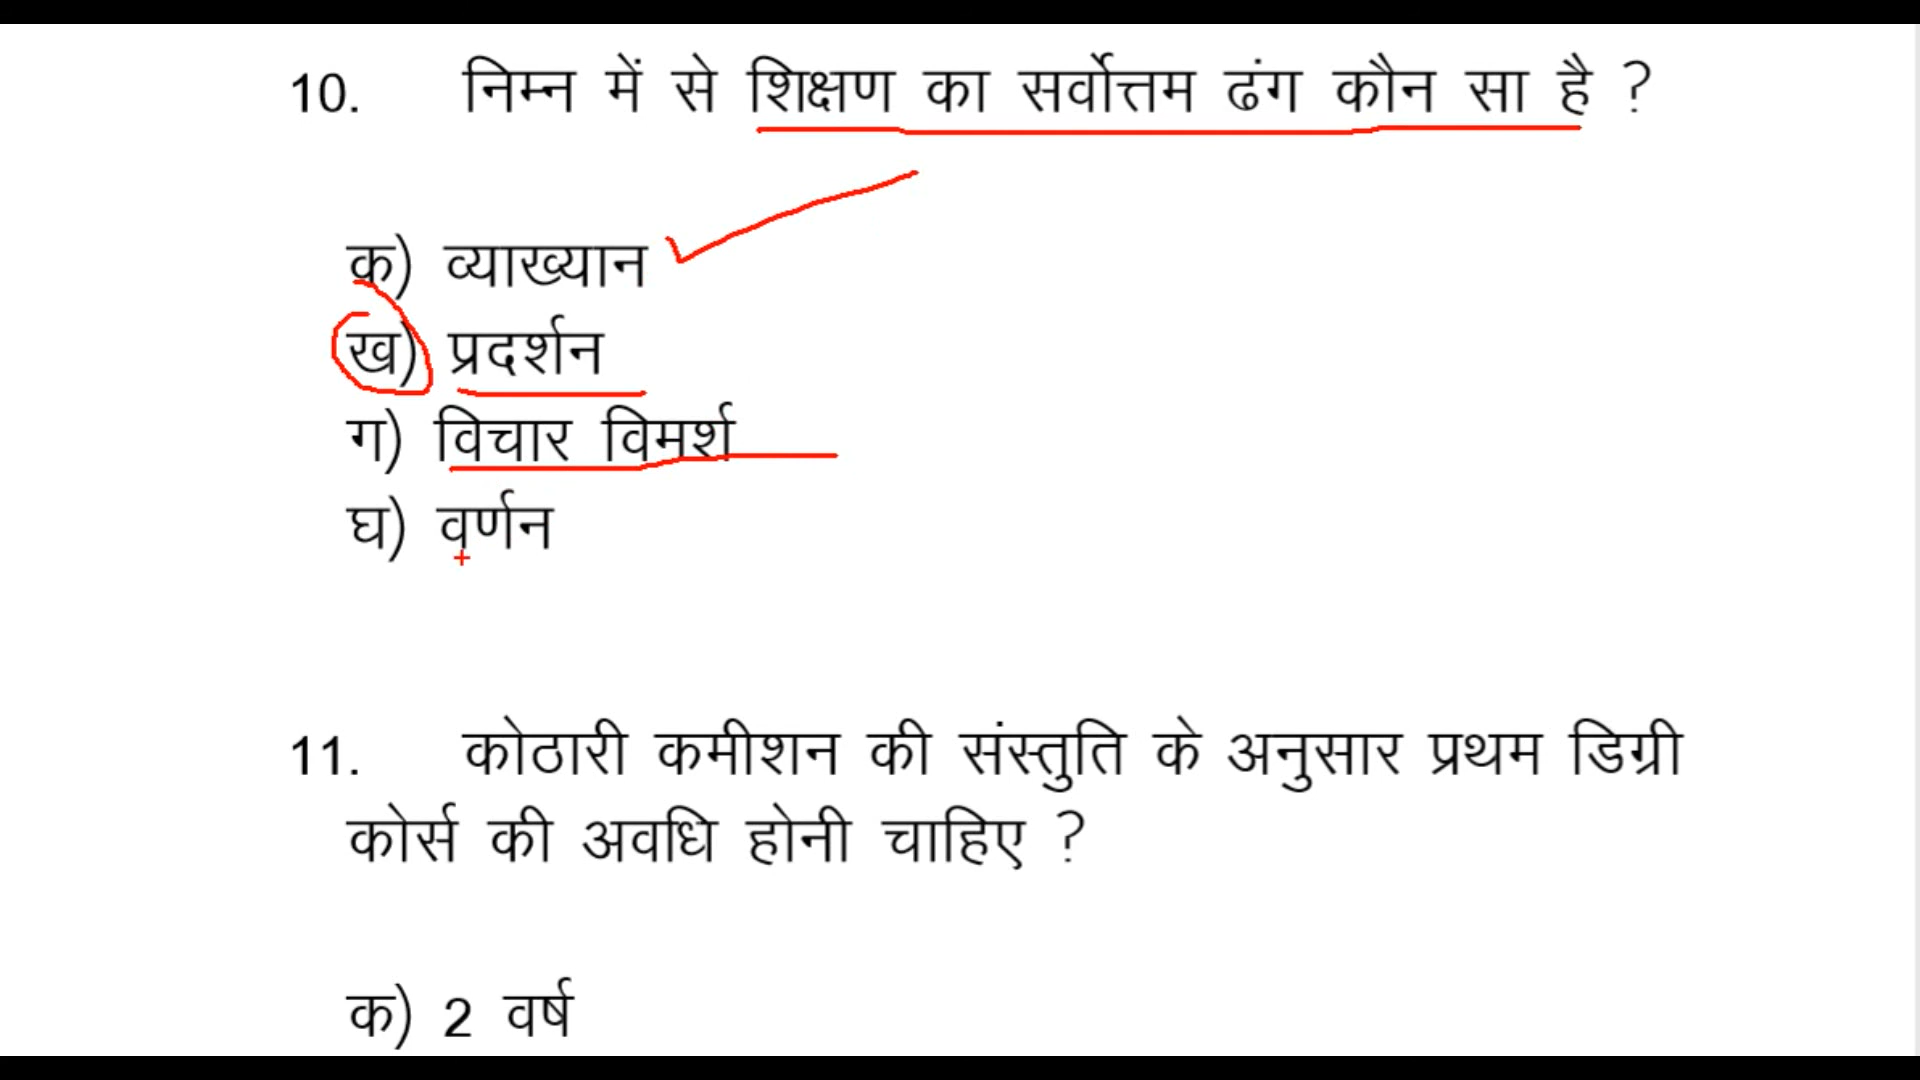 10. निम्न में से शिक्षण का सर्वोत्तम ढंग कौन सा है ?
क) व्याख्यान
ख) प्रदर्शन
ग) विचार विमर्श
घ) वर्णन
11. कोठारी कमीशन की संस्तुति के अनुसार प्रथम डिग्री
कोर्स की अवधि होनी चाहिए ?
क) 2 वर्ष